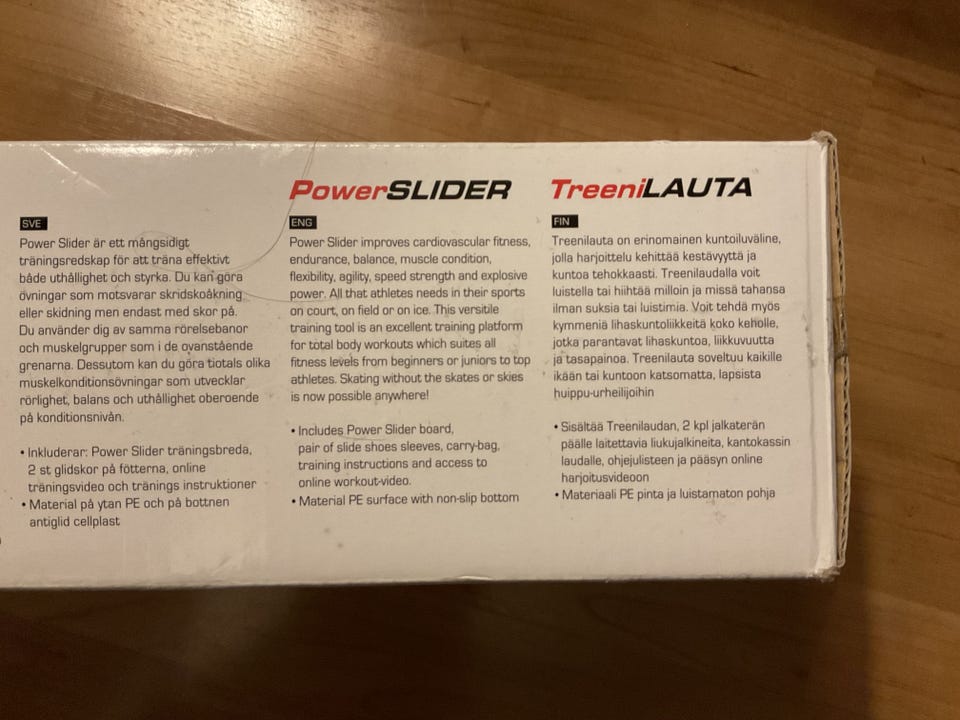 SVE
Power Slider är ett mångsidigt
träningsredskap för att träna effektivt
både uthållighet och styrka. Du kan göra
övningar som motsvarar skridskoåkning
eller skidning men endast med skor på.
Du använder dig av samma rörelsebanor
och muskelgrupper som i de ovanstående
grenarna. Dessutom kan du göra tiotals olika
muskelkonditionsövningar som utvecklar
rörlighet, balans och uthållighet oberoende
på konditionsnivån.
• Inkluderar: Power Slider träningsbreda,
2 st glidskor på fötterna, online
träningsvideo och tränings instruktioner
• Material på ytan PE och på bottnen
antiglid cellplast
PowerSLIDER
ENG
Power Slider improves cardiovascular fitness,
endurance, balance, muscle condition,
flexibility, agility, speed strength and explosive
power. All that athletes needs in their sports
on court, on field or on ice. This versitile
training tool is an excellent training platform
for total body workouts which suites all
fitness levels from beginners or juniors to top
athletes. Skating without the skates or skies
is now possible anywhere!
• Includes Power Slider board,
pair of slide shoes sleeves, carry-bag,
training instructions and access to
online workout-video.
• Material PE surface with non-slip bottom
TreeniLAUTA
FIN
Treenilauta on erinomainen kuntoiluväline,
jolla harjoittelu kehittää kestävyyttä ja
kuntoa tehokkaasti. Treenilaudalla voit
luistella tai hiihtää milloin ja missä tahansa
ilman suksia tai luistimia. Voit tehdä myös
kymmeniä lihaskuntoliikkeitä koko keholle,
jotka parantavat lihaskuntoa, liikkuvuutta
ja tasapainoa. Treenilauta soveltuu kaikille
ikään tai kuntoon katsomatta, lapsista
huippu-urheilijoihin
• Sisältää Treenilaudan, 2 kpl jalkaterän
päälle laitettavia liukujalkineita, kantokassin
laudalle, ohjejulisteen ja pääsyn online
harjoitusvideoon
• Materiaali PE pinta ja luistamaton pohja